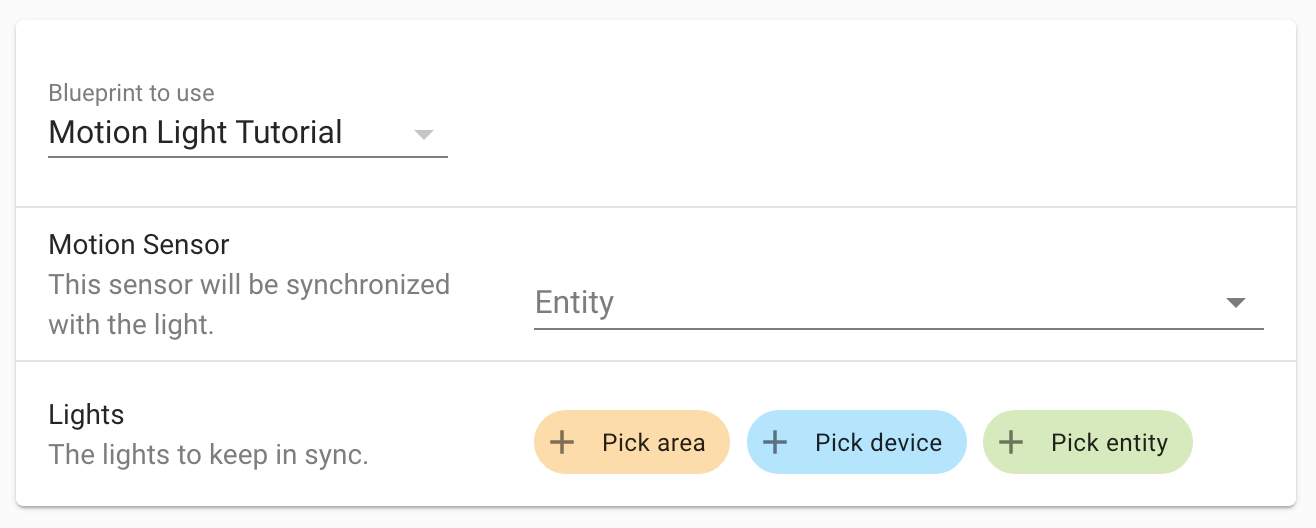 Blueprint to use
Motion Light Tutorial
Motion Sensor
This sensor will be synchronized
with the light.
Entity
Lights
The lights to keep in sync.
Pick area
Pick device
Pick entity